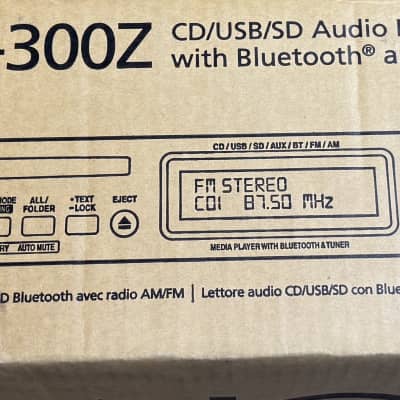 -300Z CD/USB/SD Audio
with Bluetooth® a
CD / USB / SD / AUX / BT / FM / AM
FM STEREO
C01 87.50 MHz
ALL/
FOLDER
+TEXT
–LOCK
EJECT
AUTO MUTE
MEDIA PLAYER WITH BLUETOOTH & TUNER
D Bluetooth avec radio AM/FM | Lettore audio CD/USB/SD con Blue